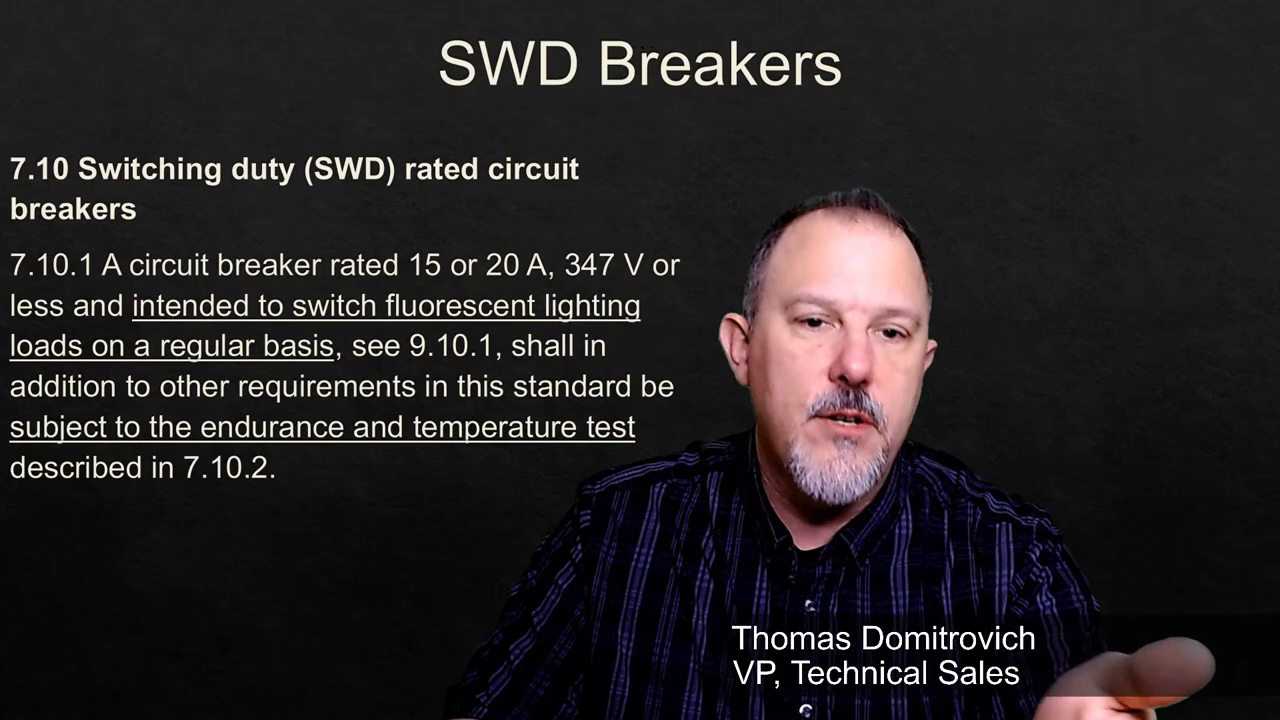 SWD Breakers
7.10 Switching duty (SWD) rated circuit
breakers
7.10.1 A circuit breaker rated 15 or 20 A, 347 V or
less and intended to switch fluorescent lighting
loads on a regular basis, see 9.10.1, shall in
addition to other requirements in this standard be
subject to the endurance and temperature test
described in 7.10.2.
Thomas Domitrovich
VP, Technical Sales